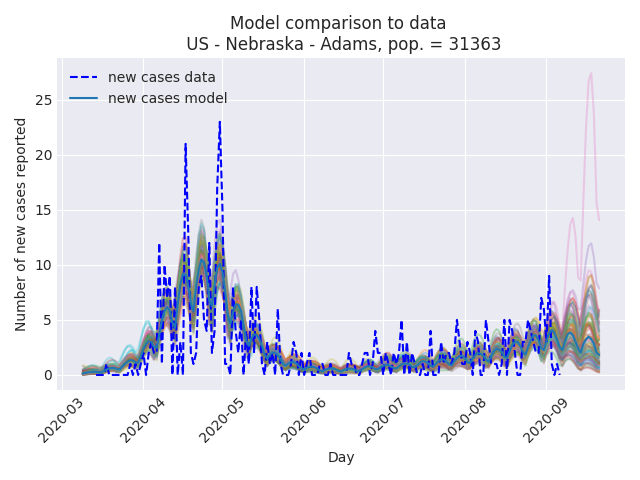 Model comparison to data
US - Nebraska - Adams, pop. = 31363
new cases data
new cases model
Number of new cases reported
25
20
15
10
5
0
2020-03
2020-04
2020-05
2020-06
2020-07
2020-08
2020-09
Day